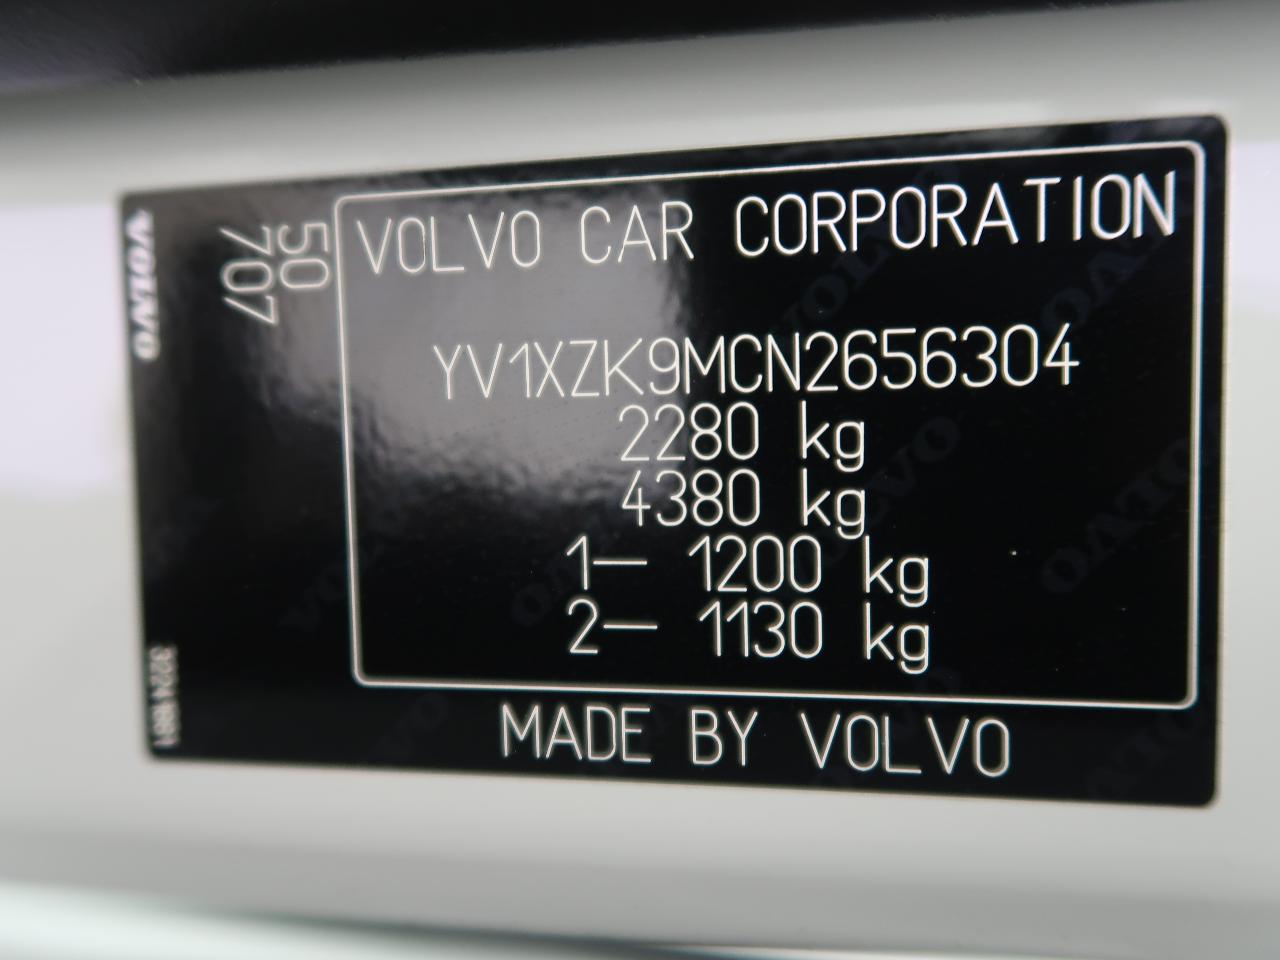 VOLVO
50
707
VOLVO CAR CORPORATION
YV1XZK9MCN2656304
2280 kg
4380 kg
1— 1200 kg
2— 1130 kg
MADE BY VOLVO